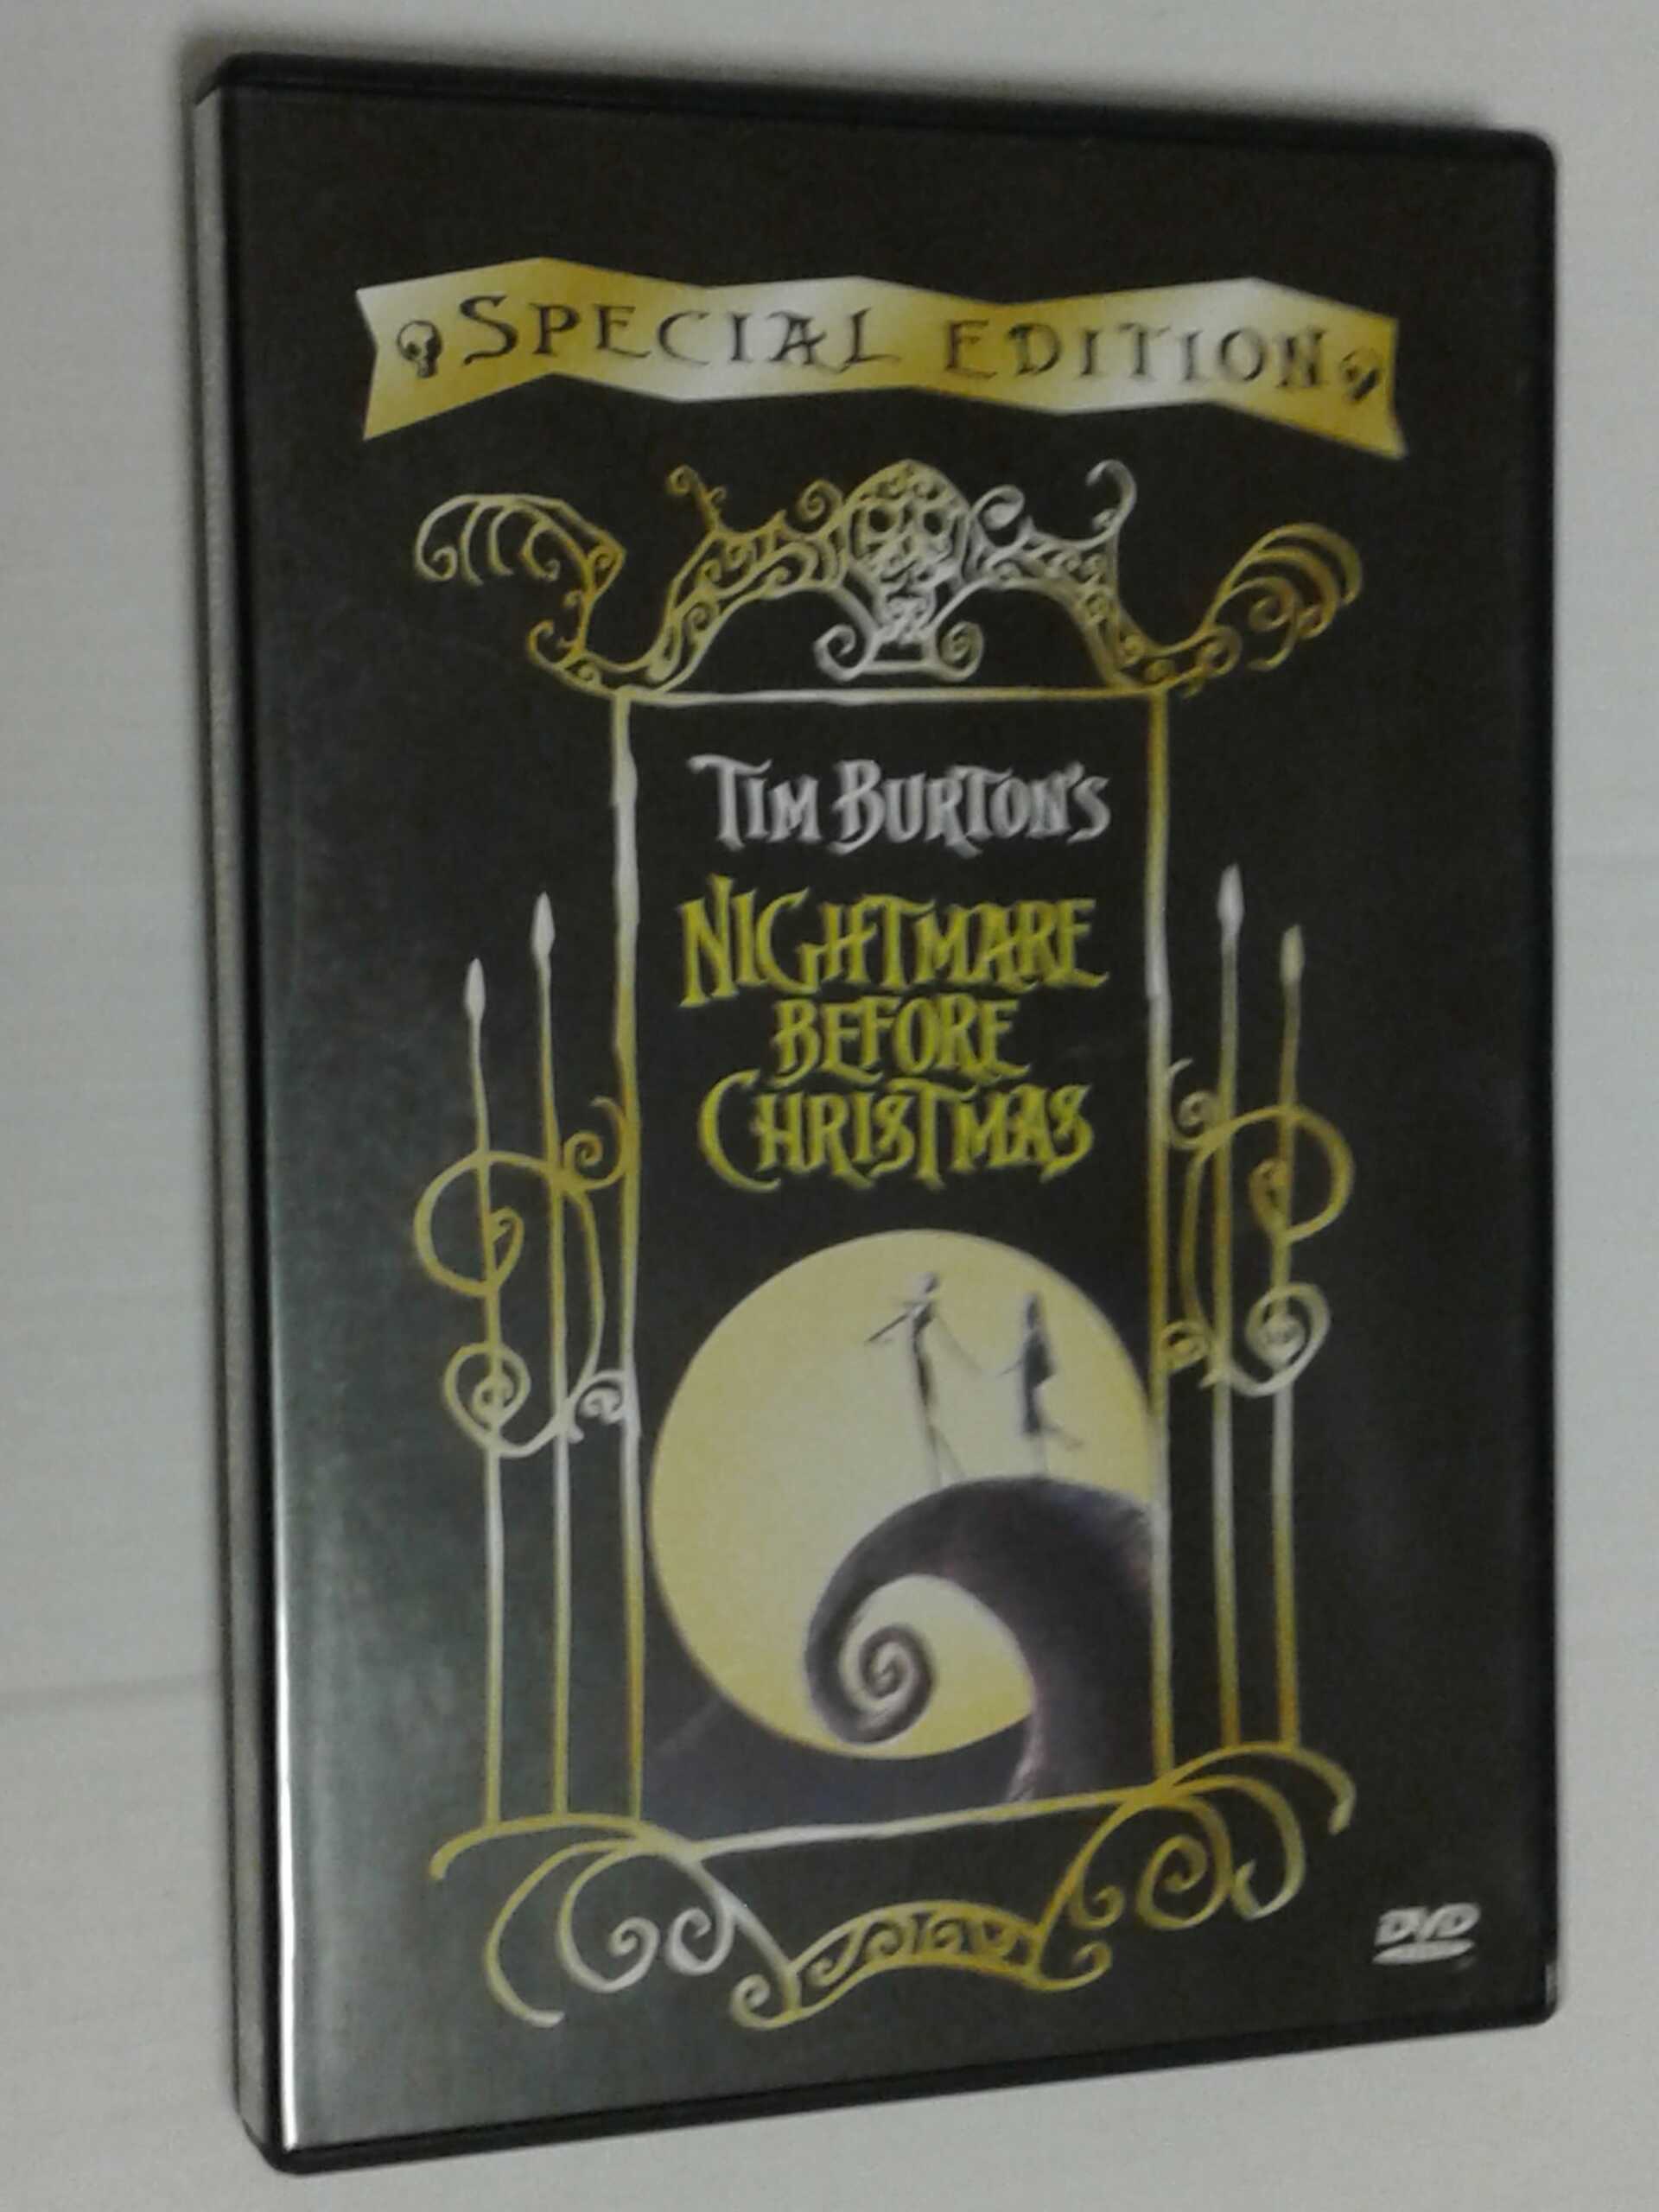 SPECIAL EDITION
TIM BURTON'S
NIGHTMARE
BEFORE
CHRISTMAS
DVD